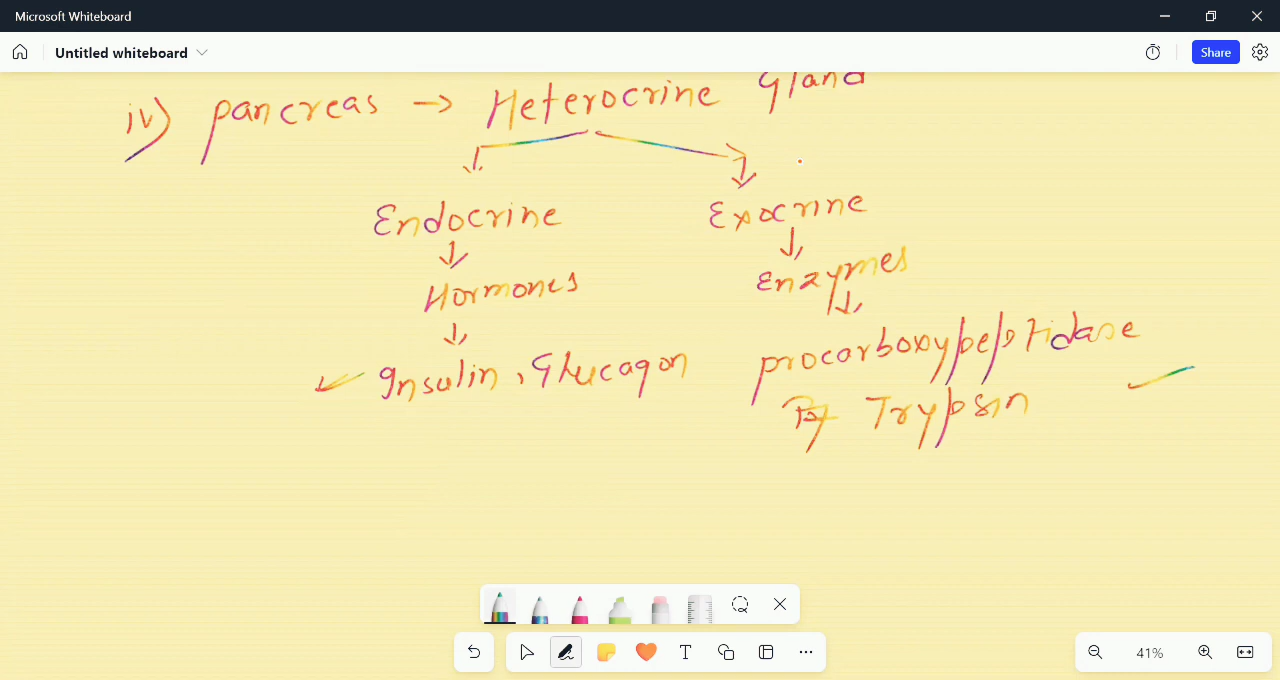 Microsoft Whiteboard
Untitled whiteboard
Share
iv) pancreas → Heterocrine Gland
Endocrine
Exocrine
Hormones
Enzymes
Insulin, Glucagon
procarboxypeptidase
Trypsin
41%